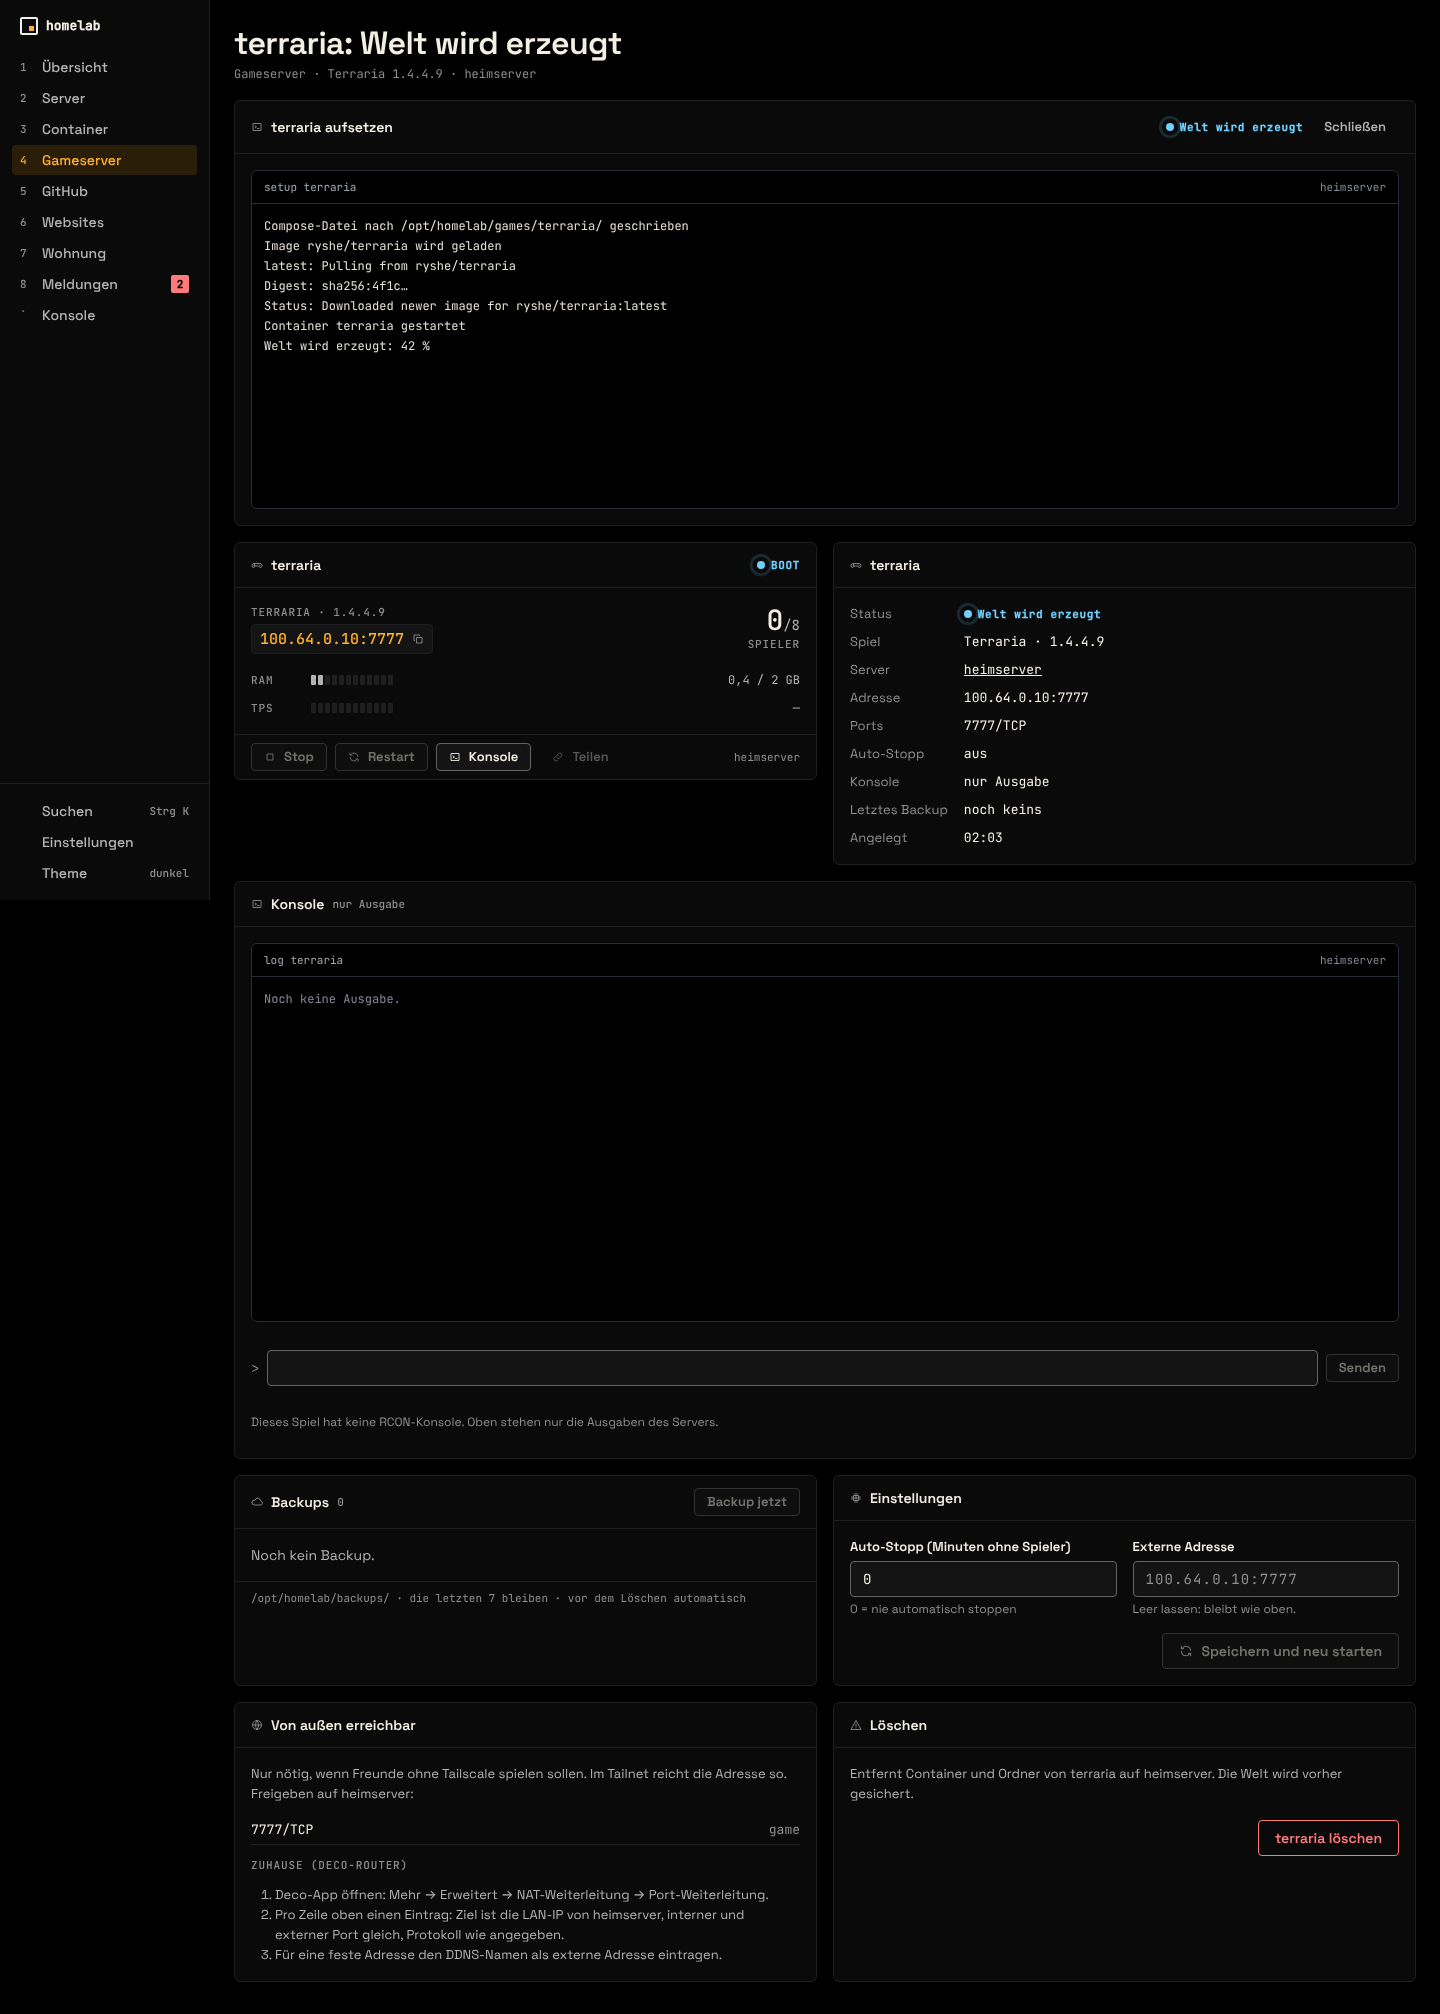 homelab
1 Übersicht
2 Server
3 Container
4 Gameserver
5 GitHub
6 Websites
7 Wohnung
8 Meldungen 2
` Konsole
Suchen Strg K
Einstellungen
Theme dunkel
terraria: Welt wird erzeugt
Gameserver · Terraria 1.4.4.9 · heimserver
terraria aufsetzen Welt wird erzeugt Schließen
setup terraria heimserver
Compose-Datei nach /opt/homelab/games/terraria/ geschrieben
Image ryshe/terraria wird geladen
latest: Pulling from ryshe/terraria
Digest: sha256:4f1c…
Status: Downloaded newer image for ryshe/terraria:latest
Container terraria gestartet
Welt wird erzeugt: 42 %
terraria BOOT
TERRARIA · 1.4.4.9
100.64.0.10:7777
0/8
SPIELER
RAM 0,4 / 2 GB
TPS —
Stop Restart Konsole Teilen heimserver
terraria
Status Welt wird erzeugt
Spiel Terraria · 1.4.4.9
Server heimserver
Adresse 100.64.0.10:7777
Ports 7777/TCP
Auto-Stopp aus
Konsole nur Ausgabe
Letztes Backup noch keins
Angelegt 02:03
Konsole nur Ausgabe
log terraria heimserver
Noch keine Ausgabe.
> Senden
Dieses Spiel hat keine RCON-Konsole. Oben stehen nur die Ausgaben des Servers.
Backups 0 Backup jetzt
Noch kein Backup.
/opt/homelab/backups/ · die letzten 7 bleiben · vor dem Löschen automatisch
Einstellungen
Auto-Stopp (Minuten ohne Spieler) Externe Adresse
0 100.64.0.10:7777
0 = nie automatisch stoppen Leer lassen: bleibt wie oben.
Speichern und neu starten
Von außen erreichbar
Nur nötig, wenn Freunde ohne Tailscale spielen sollen. Im Tailnet reicht die Adresse so.
Freigeben auf heimserver:
7777/TCP game
ZUHAUSE (DECO-ROUTER)
1. Deco-App öffnen: Mehr → Erweitert → NAT-Weiterleitung → Port-Weiterleitung.
2. Pro Zeile oben einen Eintrag: Ziel ist die LAN-IP von heimserver, interner und
externer Port gleich, Protokoll wie angegeben.
3. Für eine feste Adresse den DDNS-Namen als externe Adresse eintragen.
Löschen
Entfernt Container und Ordner von terraria auf heimserver. Die Welt wird vorher
gesichert.
terraria löschen